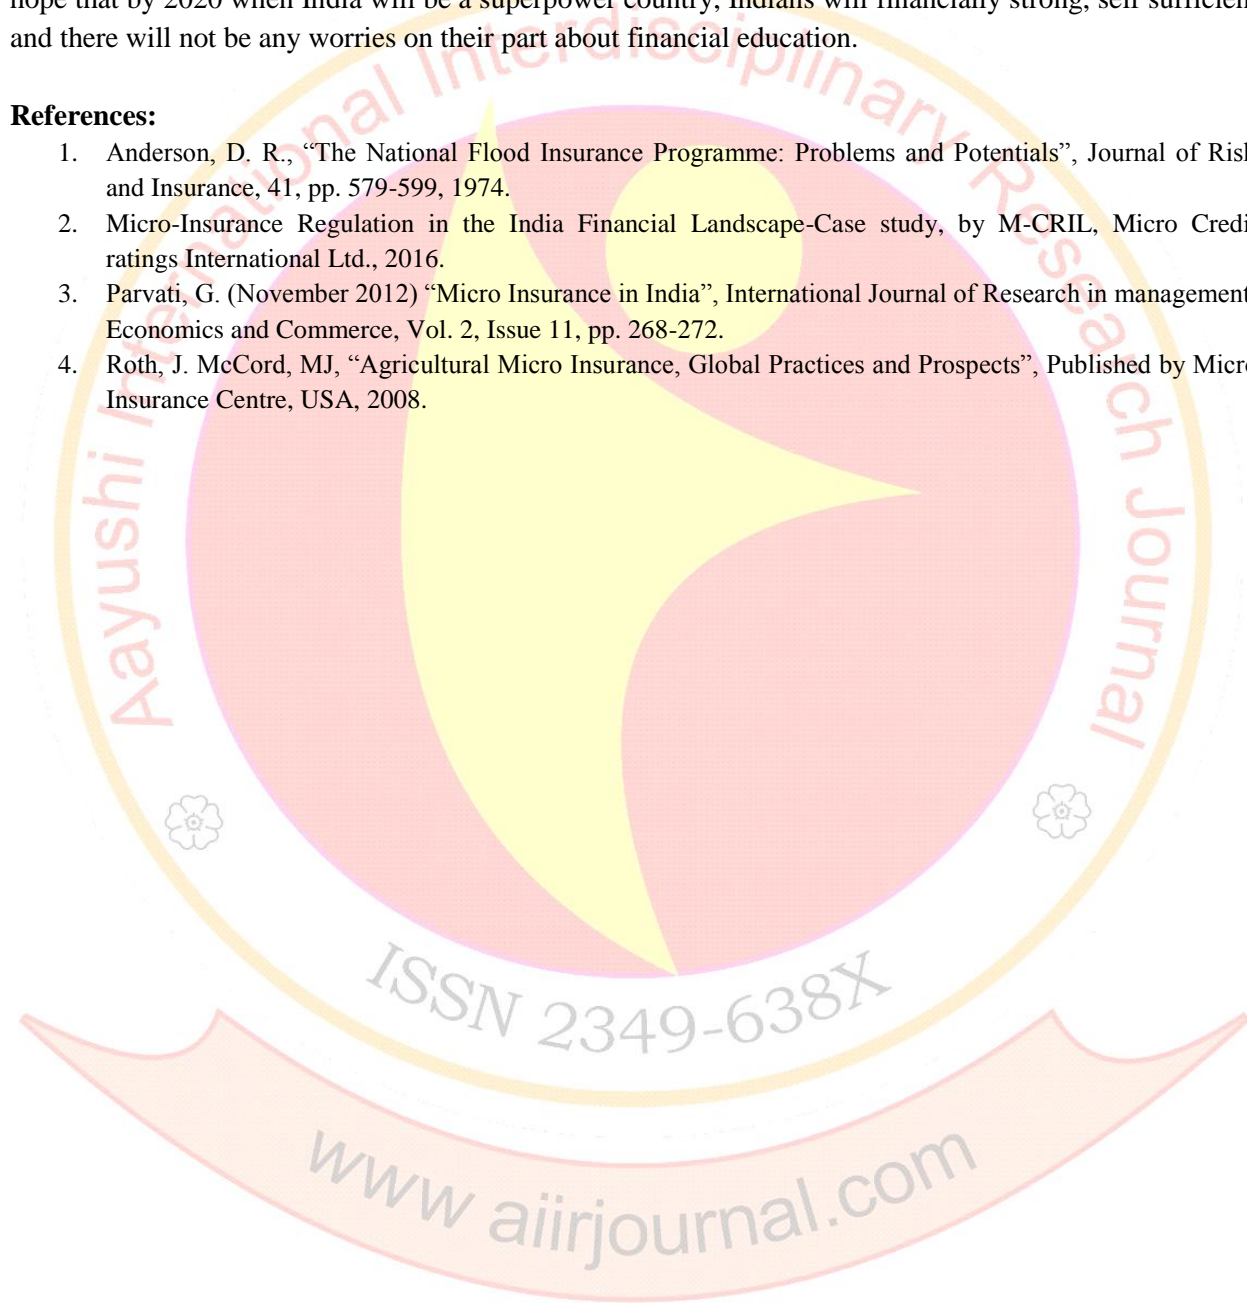 hope that by 2020 when India will be a superpower country, Indians will financially strong, self sufficien
and there will not be any worries on their part about financial education.
References:
1. Anderson, D. R., “The National Flood Insurance Programme: Problems and Potentials”, Journal of Risk
and Insurance, 41, pp. 579-599, 1974.
2. Micro-Insurance Regulation in the India Financial Landscape-Case study, by M-CRIL, Micro Credi
ratings International Ltd., 2016.
3. Parvati, G. (November 2012) “Micro Insurance in India”, International Journal of Research in management
Economics and Commerce, Vol. 2, Issue 11, pp. 268-272.
4. Roth, J. McCord, MJ, “Agricultural Micro Insurance, Global Practices and Prospects”, Published by Micro
Insurance Centre, USA, 2008.
Aayushi International Interdisciplinary Research Journal
ISSN 2349-638X
www aiirjournal.com